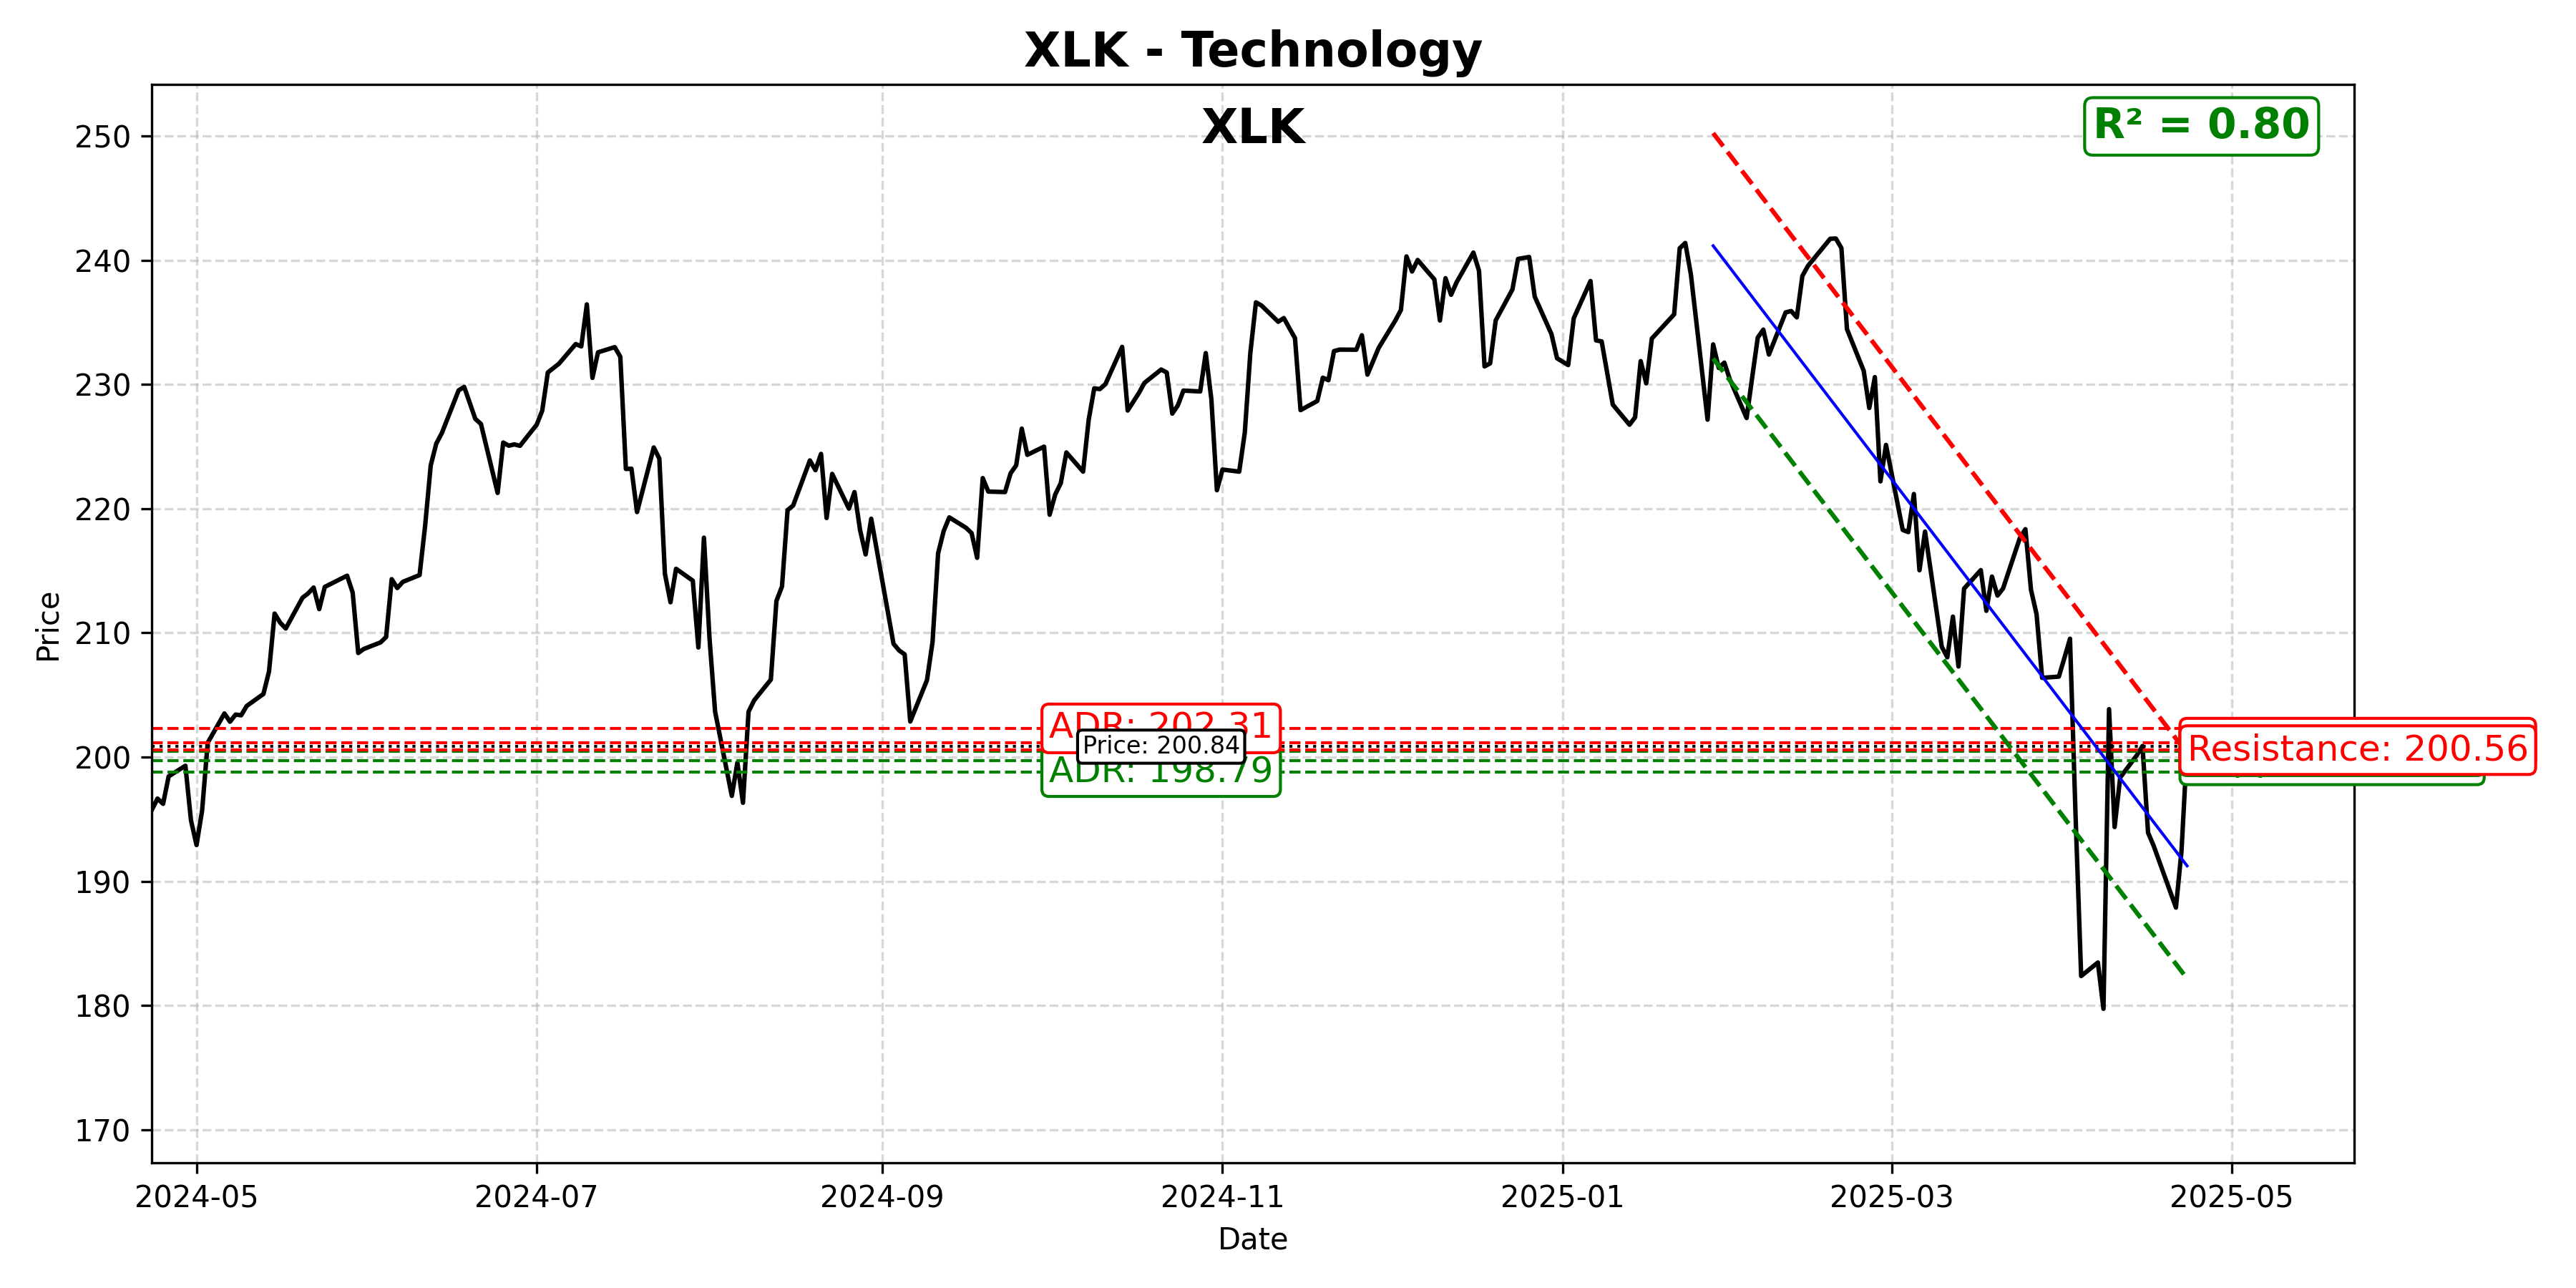 XLK - Technology
XLK
R² = 0.80
250
240
230
220
210
200
190
180
170
Price
ADR: 202.31
Price: 200.84
ADR: 198.79
Resistance: 200.56
2024-05
2024-07
2024-09
2024-11
2025-01
2025-03
2025-05
Date